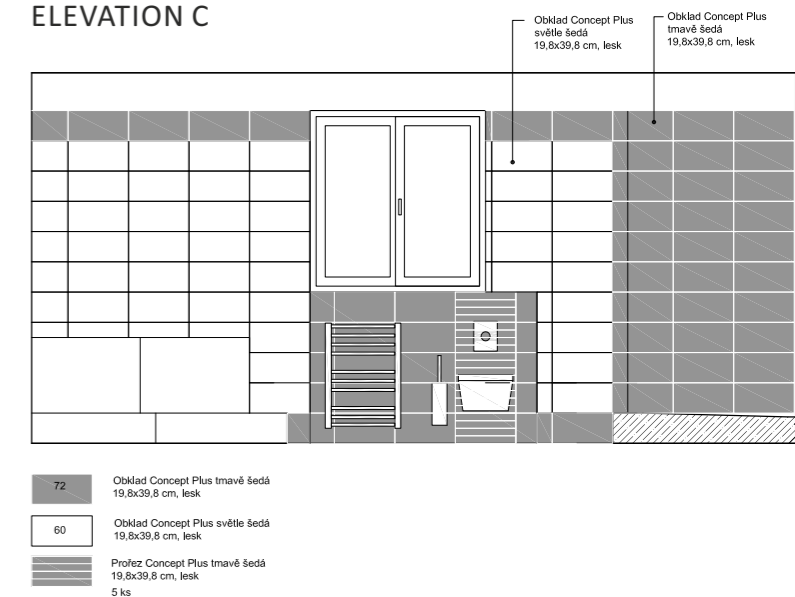 ELEVATION C
Obklad Concept Plus
světle šedá
19,8x39,8 cm, lesk
Obklad Concept Plus
tmavě šedá
19,8x39,8 cm, lesk
72
Obklad Concept Plus tmavě šedá
19,8x39,8 cm, lesk
60
Obklad Concept Plus světle šedá
19,8x39,8 cm, lesk
Prořez Concept Plus tmavě šedá
19,8x39,8 cm, lesk
5 ks